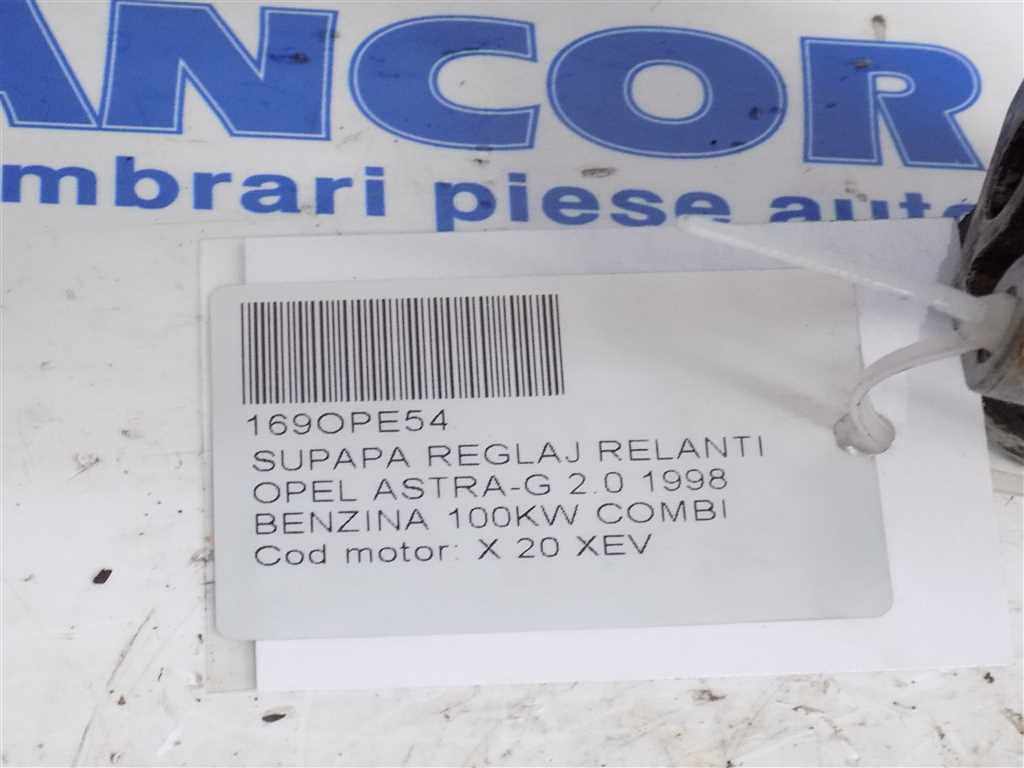 ANCOR
mbrari piese auto
169OPE54
SUPAPA REGLAJ RELANTI
OPEL ASTRA-G 2.0 1998
BENZINA 100KW COMBI
Cod motor: X 20 XEV